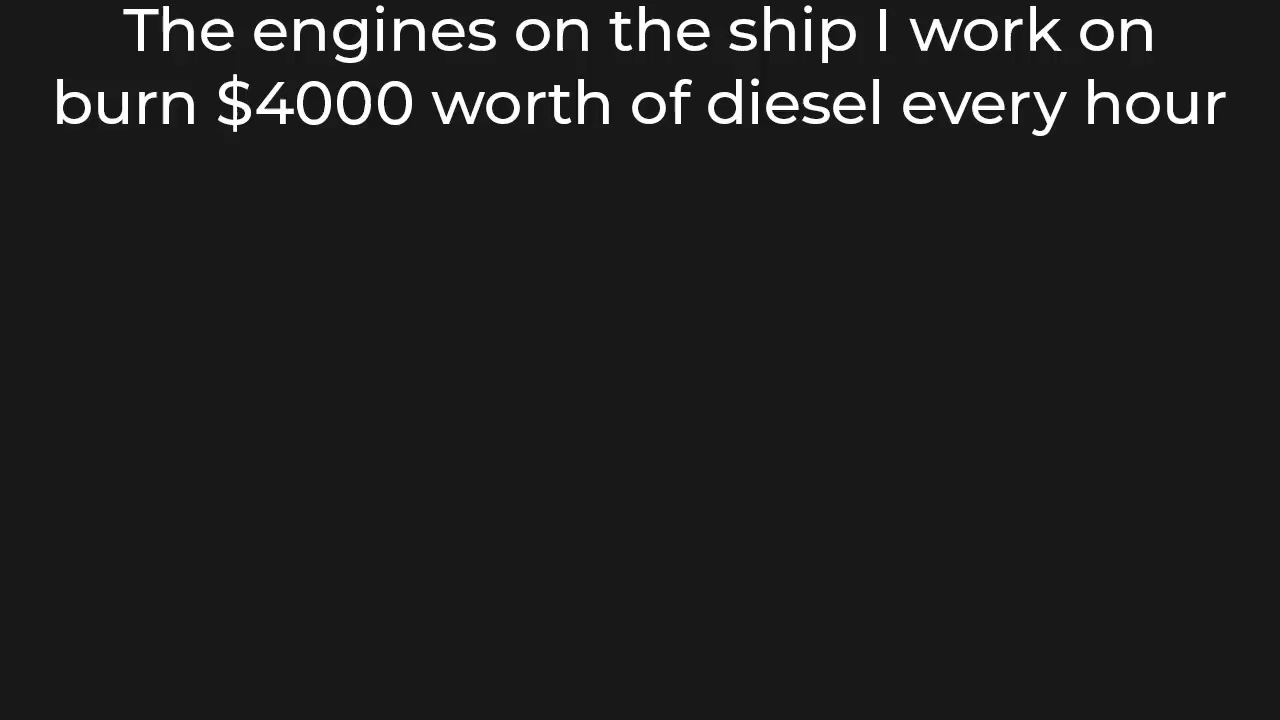 The engines on the ship I work on
burn $4000 worth of diesel every hour